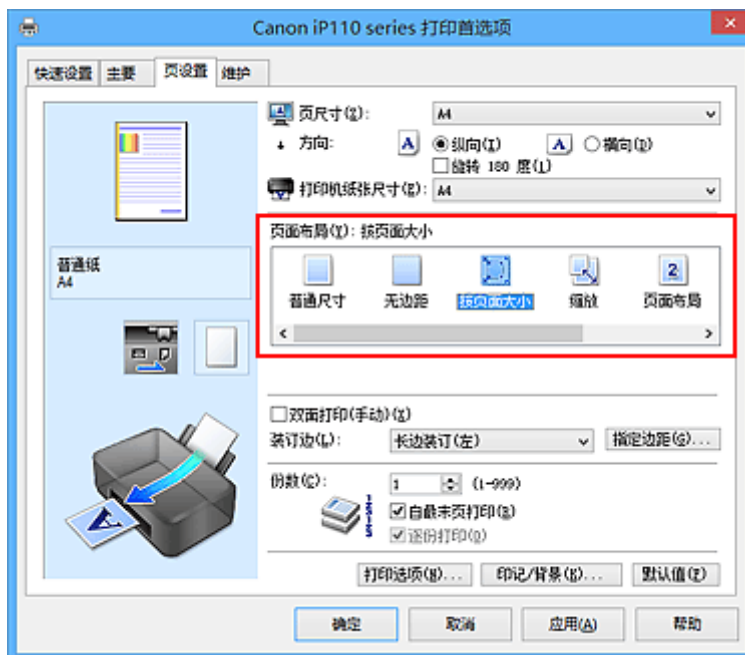 Canon iP110 series 打印首选项
快速设置 主要 页设置 维护
页尺寸(Z): A4
方向: A 纵向(I) A 横向(D)
旋转 180 度(L)
打印机纸张尺寸(E): A4
页面布局(Y): 按页面大小
普通尺寸 无边距 按页面大小 缩放 页面布局
普通纸
A4
双面打印(手动)(X)
装订边(L): 长边装订(左) 指定边距(G)...
份数(C): 1 (1-999)
自最末页打印(R)
逐份打印(O)
打印选项(N)... 印记/背景(K)... 默认值(F)
确定 取消 应用(A) 帮助